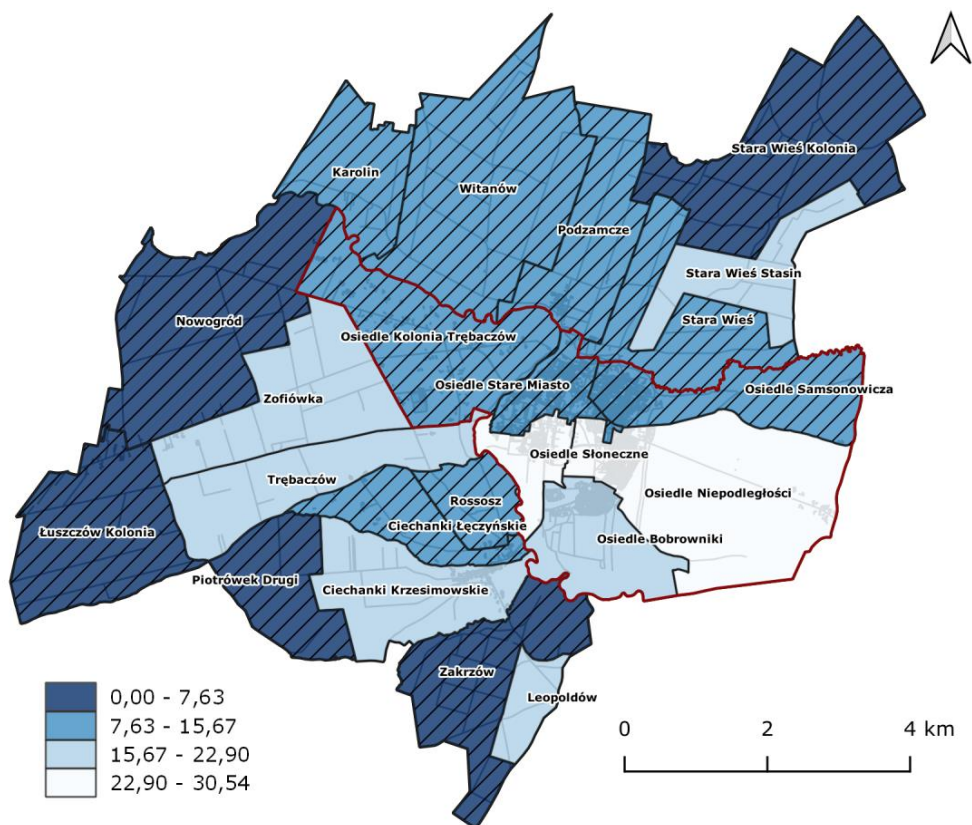 Stara Wieś Kolonia
Karolin
Witanów
Podzamcze
Stara Wieś Stasin
Nowogród
Stara Wieś
Osiedle Kolonia Trębaczów
Osiedle Stare Miasto
Osiedle Samsonowicza
Zofiówka
Osiedle Słoneczne
Trębaczów
Osiedle Niepodległości
Rossosz
Ciechanki Łęczyńskie
Łuszczów Kolonia
Osiedle Bobrowniki
Piotrówek Drugi
Ciechanki Krzesimowskie
Zakrzów
Leopoldów
0,00 - 7,63
7,63 - 15,67
15,67 - 22,90
22,90 - 30,54
0 2 4 km